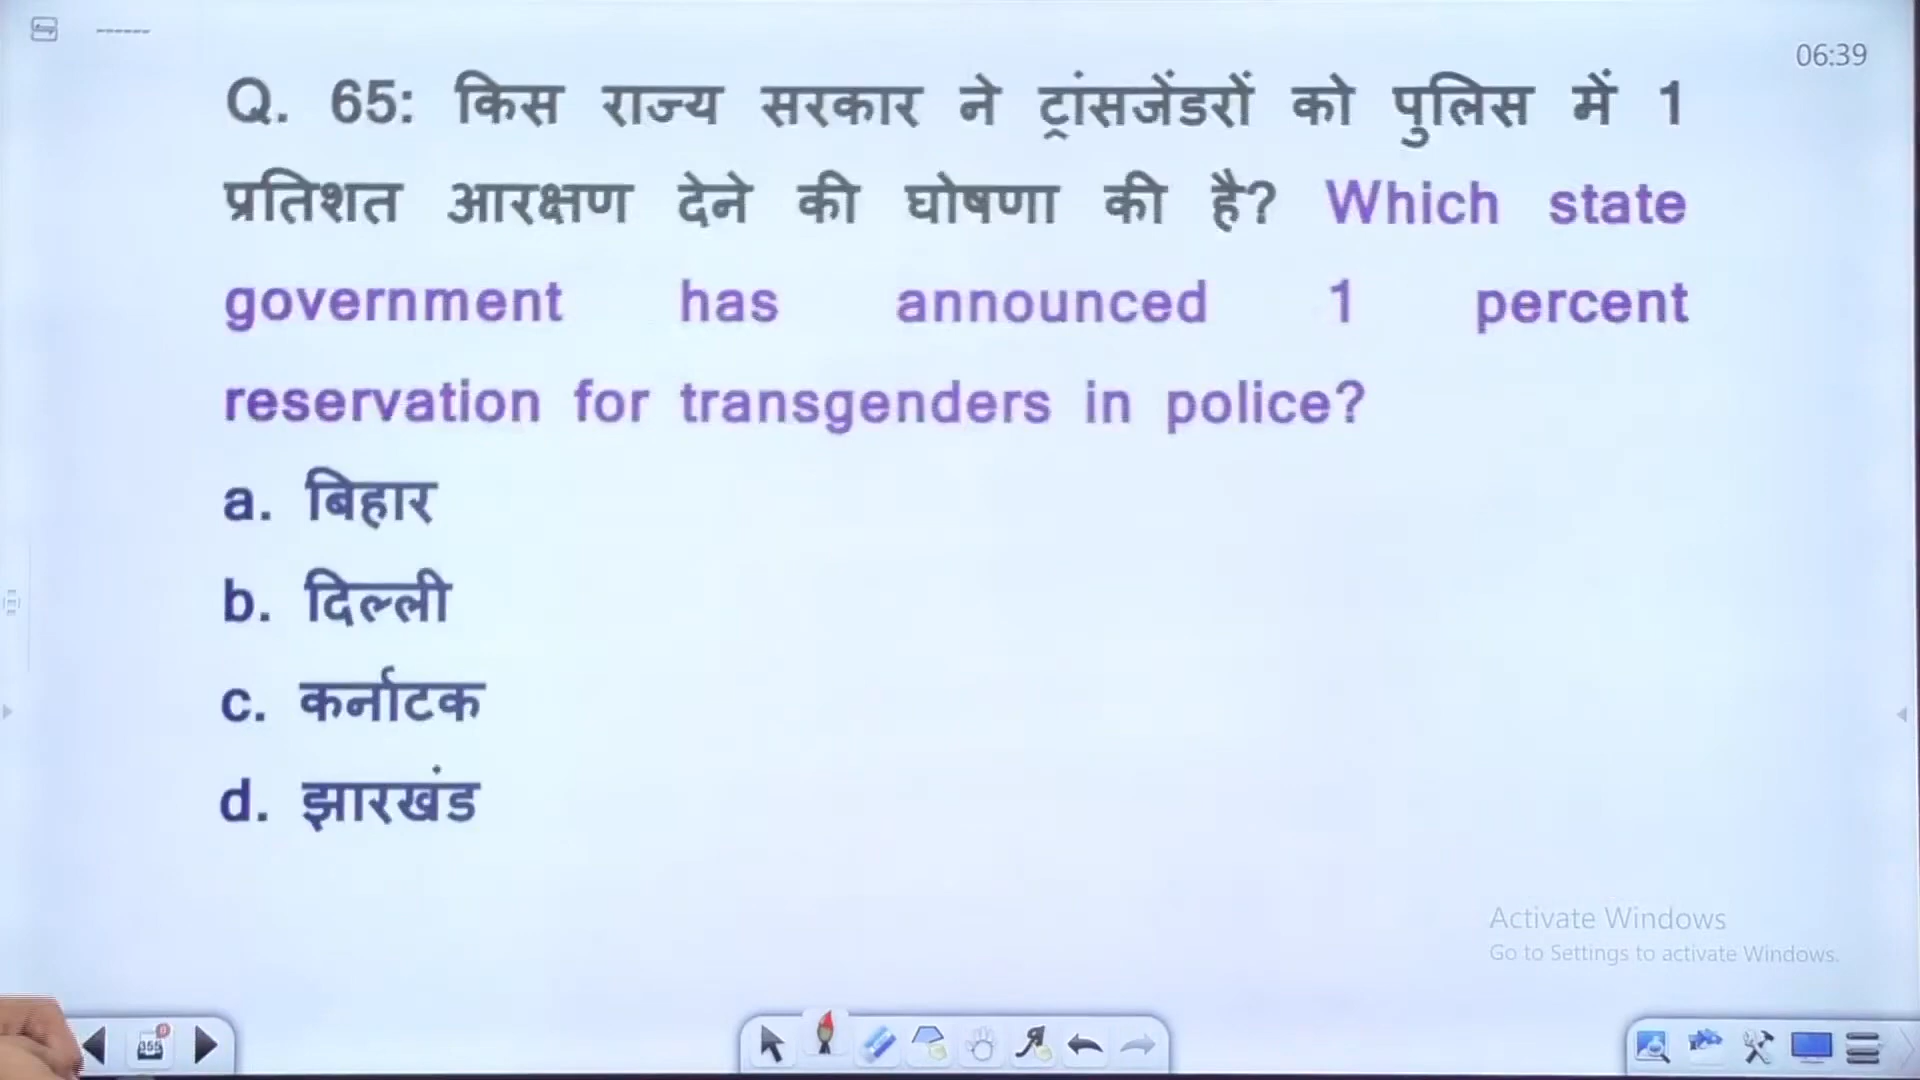 06:39
Q. 65: किस राज्य सरकार ने ट्रांसजेंडरों को पुलिस में 1
प्रतिशत आरक्षण देने की घोषणा की है? Which state
government has announced 1 percent
reservation for transgenders in police?
a. बिहार
b. दिल्ली
c. कर्नाटक
d. झारखंड
Activate Windows
Go to Settings to activate Windows.
355